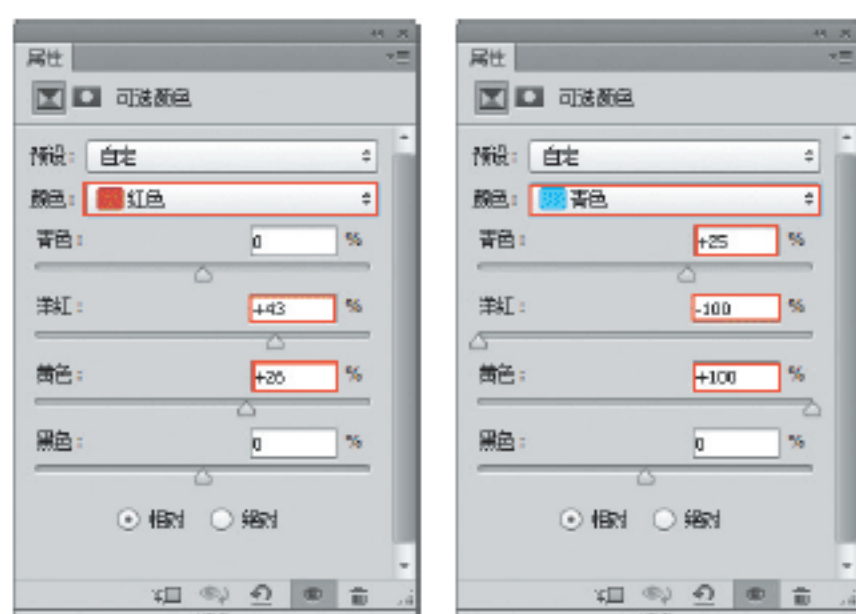 属性
可选颜色
预设： 自定
颜色： 红色
青色： 0 %
洋红： +43 %
黄色： +26 %
黑色： 0 %
相对 绝对
属性
可选颜色
预设： 自定
颜色： 青色
青色： +25 %
洋红： -100 %
黄色： +100 %
黑色： 0 %
相对 绝对